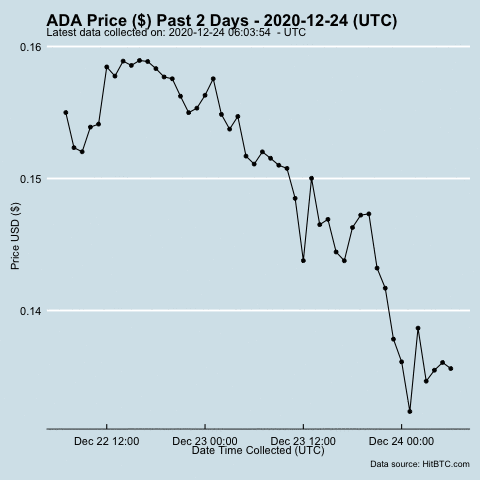 ADA Price ($) Past 2 Days - 2020-12-24 (UTC)
Latest data collected on: 2020-12-24 06:03:54 - UTC
0.16
0.15
0.14
Price USD ($)
Dec 22 12:00 Dec 23 00:00 Dec 23 12:00 Dec 24 00:00
Date Time Collected (UTC)
Data source: HitBTC.com